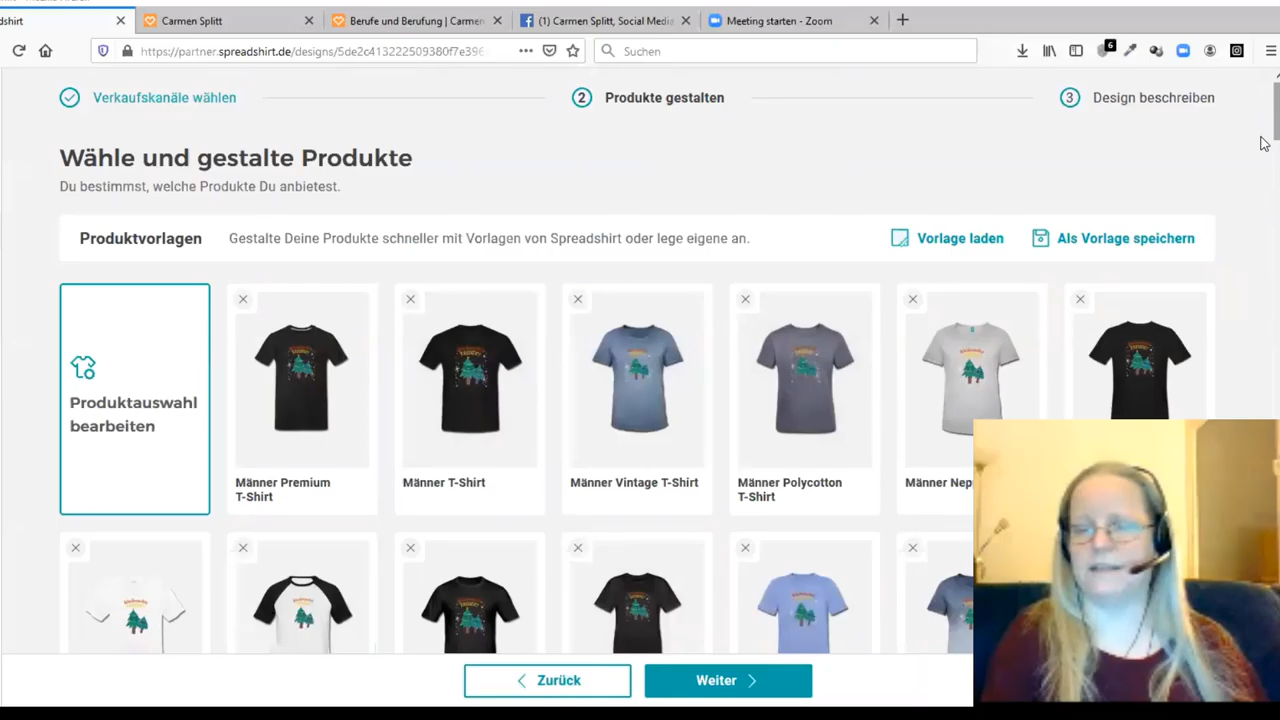 dshirt
Carmen Splitt
Berufe und Berufung | Carmen
(1) Carmen Splitt, Social Media
Meeting starten - Zoom
https://partner.spreadshirt.de/designs/5de2c413222509380f7e396
Suchen
6
Verkaufskanäle wählen
2 Produkte gestalten
3 Design beschreiben
Wähle und gestalte Produkte
Du bestimmst, welche Produkte Du anbietest.
Produktvorlagen
Gestalte Deine Produkte schneller mit Vorlagen von Spreadshirt oder lege eigene an.
Vorlage laden
Als Vorlage speichern
Produktauswahl
bearbeiten
Männer Premium
T-Shirt
Männer T-Shirt
Männer Vintage T-Shirt
Männer Polycotton
T-Shirt
Männer Nep
Zurück
Weiter